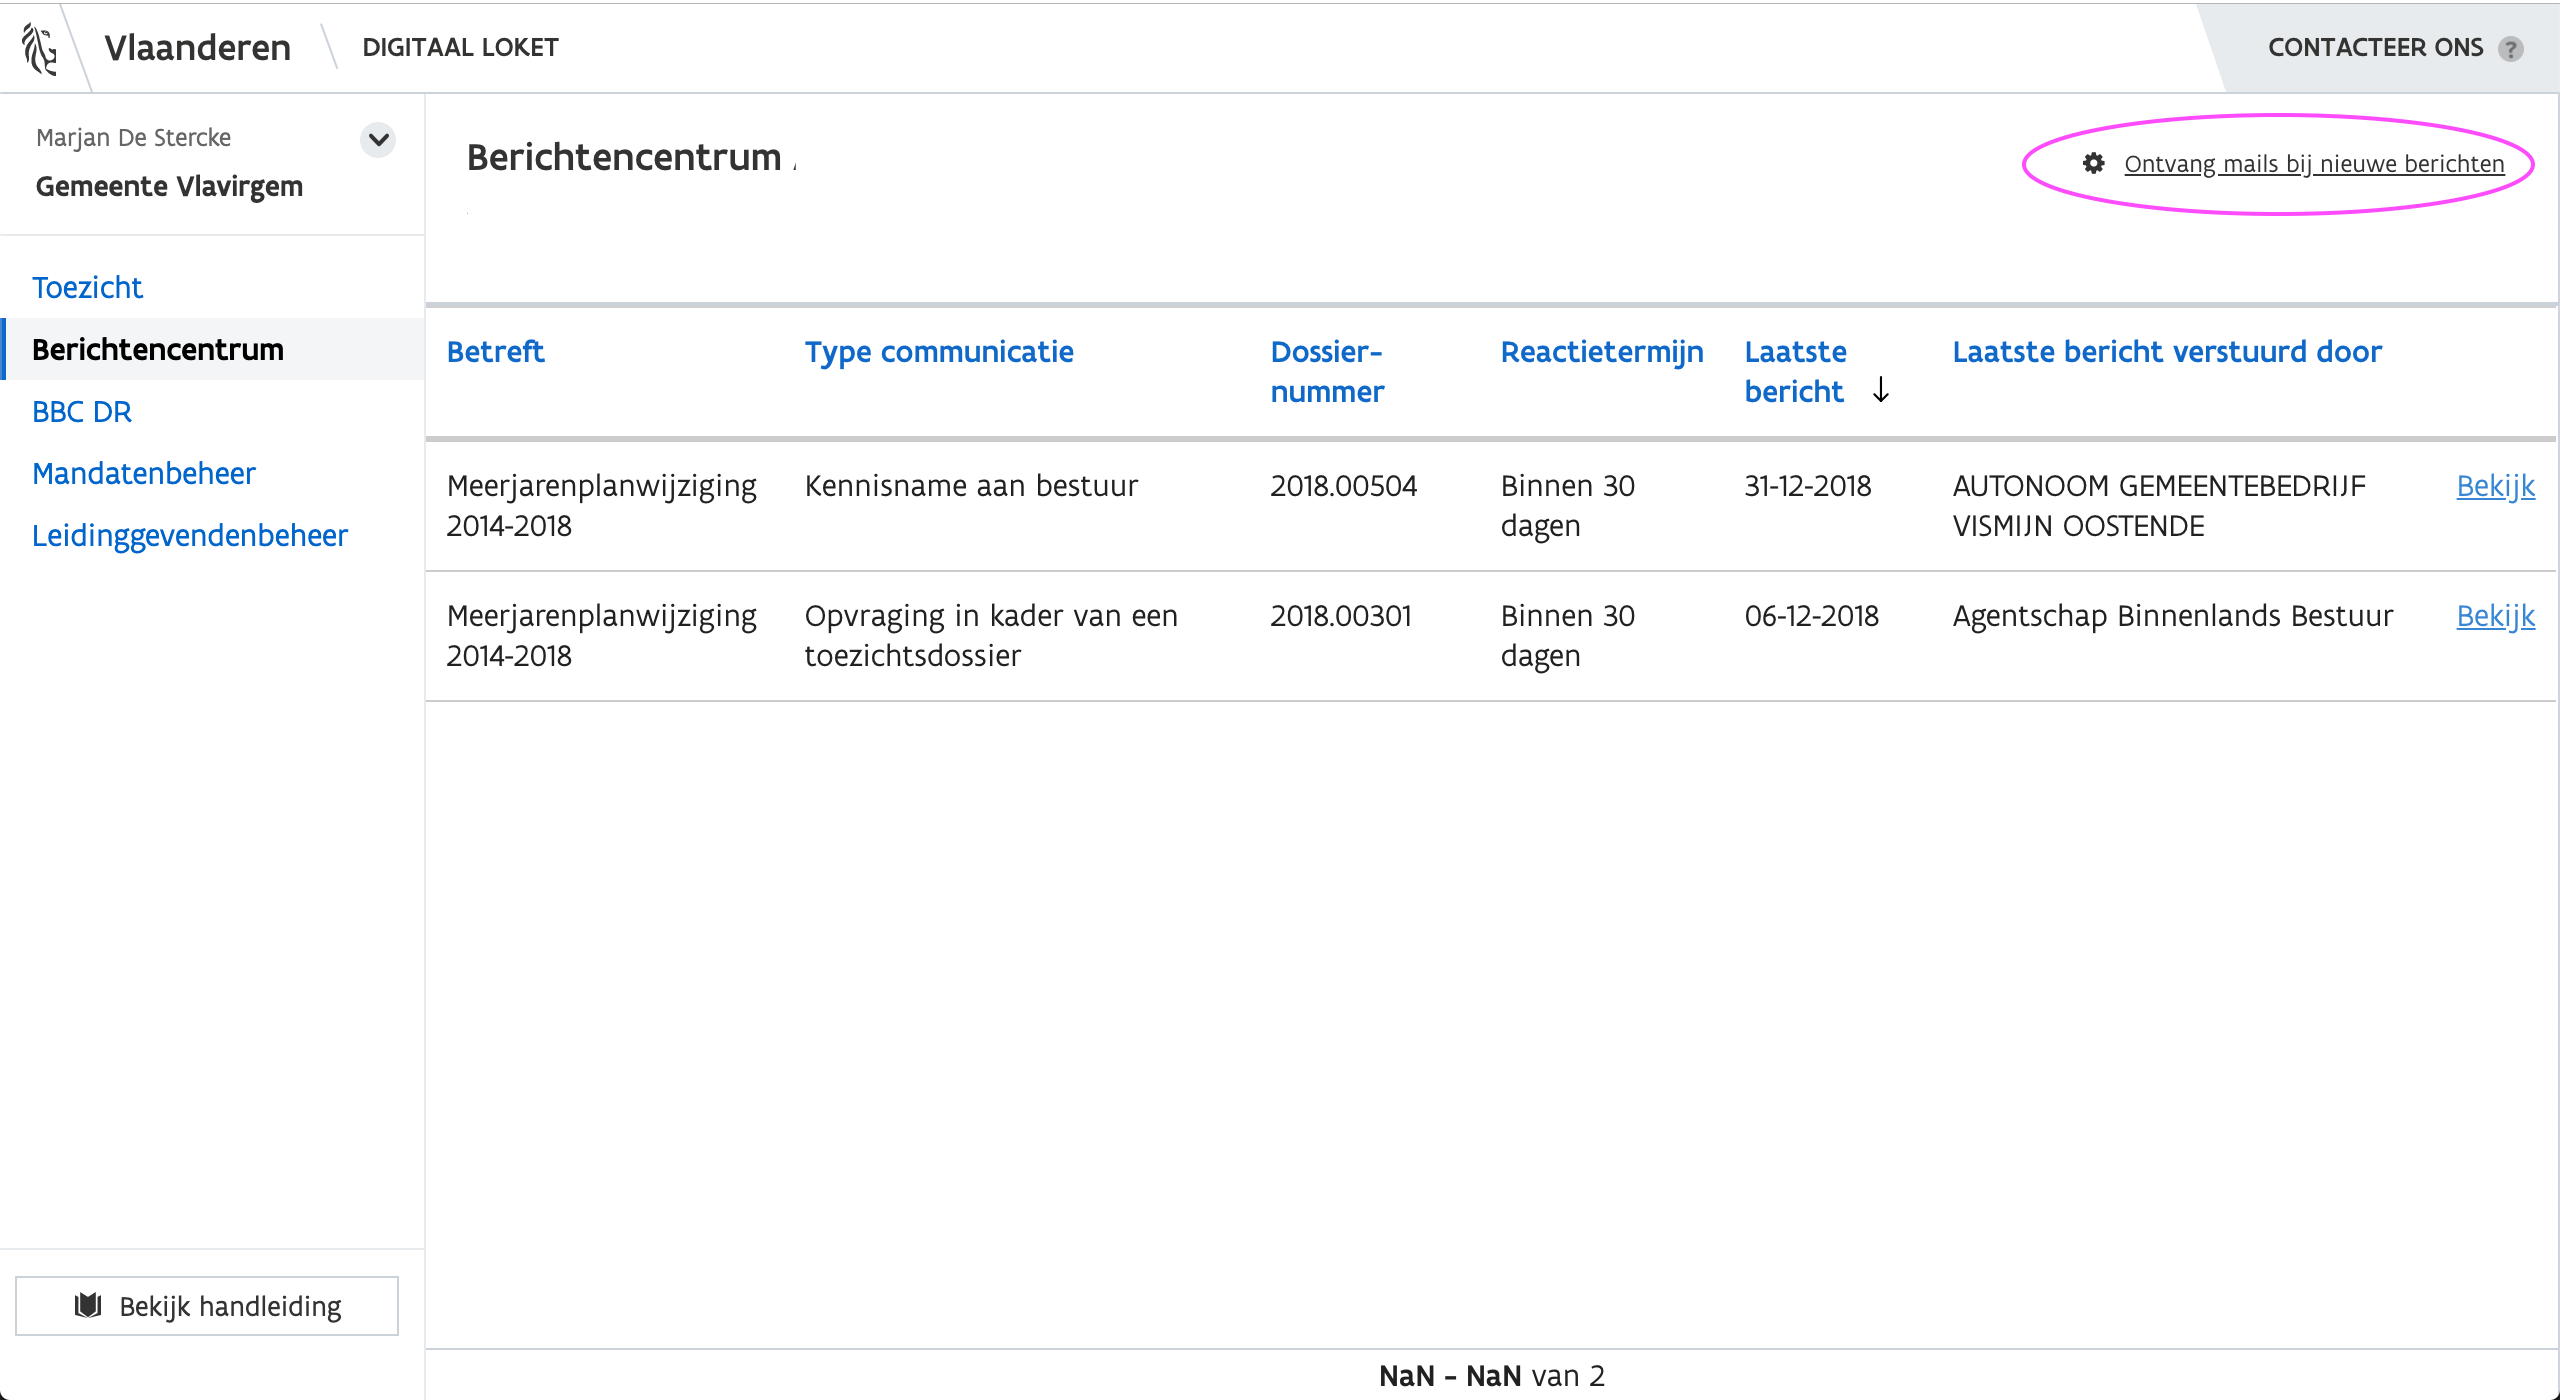 Vlaanderen
DIGITAAL LOKET
CONTACTEER ONS ?
Marjan De Stercke
Gemeente Vlavirgem
Toezicht
Berichtencentrum
BBC DR
Mandatenbeheer
Leidinggevendenbeheer
Bekijk handleiding
Berichtencentrum
Ontvang mails bij nieuwe berichten
Betreft
Type communicatie
Dossier-
nummer
Reactietermijn
Laatste
bericht ↓
Laatste bericht verstuurd door
Meerjarenplanwijziging
2014-2018
Kennisname aan bestuur
2018.00504
Binnen 30
dagen
31-12-2018
AUTONOOM GEMEENTEBEDRIJF
VISMIJN OOSTENDE
Bekijk
Meerjarenplanwijziging
2014-2018
Opvraging in kader van een
toezichtsdossier
2018.00301
Binnen 30
dagen
06-12-2018
Agentschap Binnenlands Bestuur
Bekijk
NaN - NaN van 2